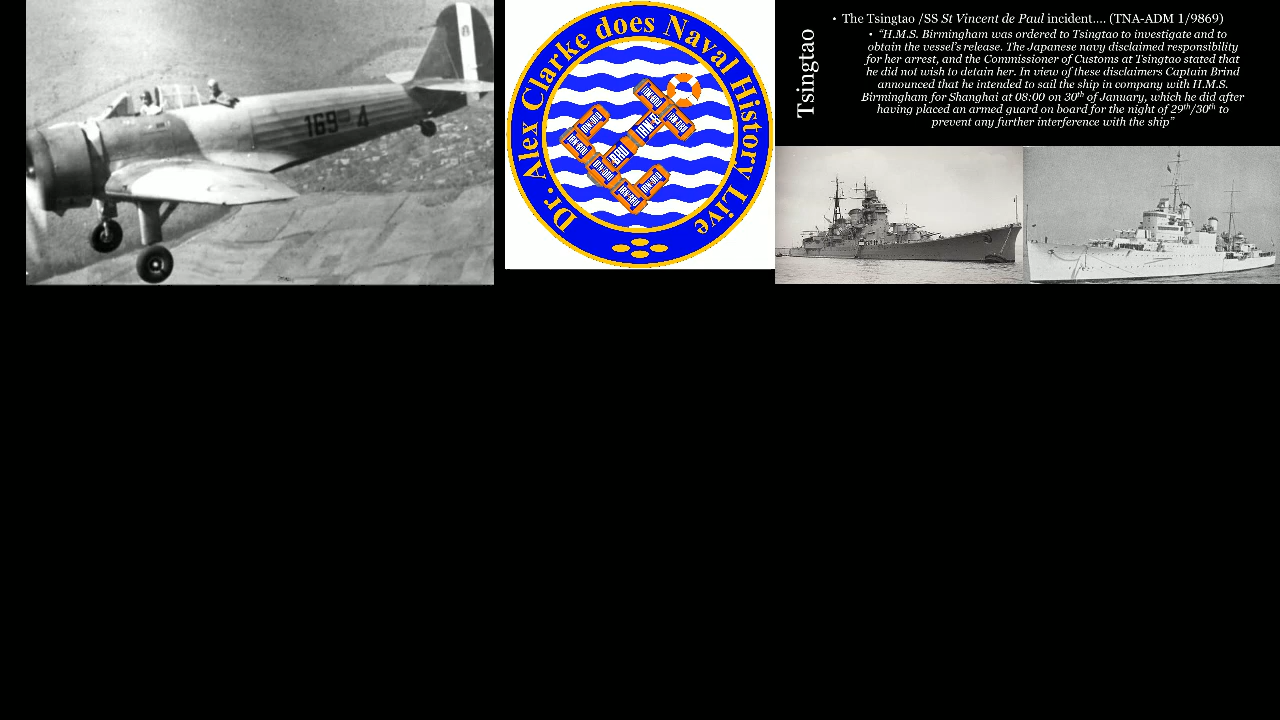 169 4
Dr. Alex Clarke does Naval History Live
Tsingtao
• The Tsingtao /SS St Vincent de Paul incident.... (TNA-ADM 1/9869)
• “H.M.S. Birmingham was ordered to Tsingtao to investigate and to
obtain the vessel’s release. The Japanese navy disclaimed responsibility
for her arrest, and the Commissioner of Customs at Tsingtao stated that
he did not wish to detain her. In view of these disclaimers Captain Brind
announced that he intended to sail the ship in company with H.M.S.
Birmingham for Shanghai at 08:00 on 30th of January, which he did after
having placed an armed guard on board for the night of 29th/30th to
prevent any further interference with the ship”